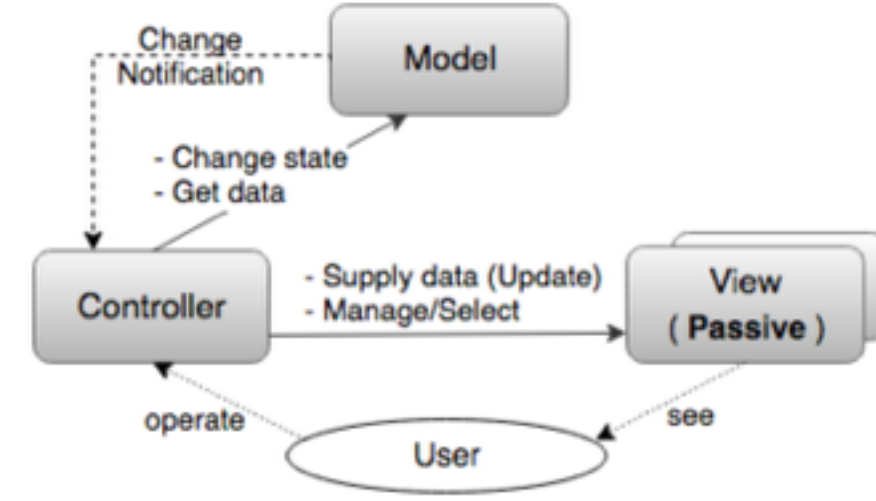 Change
Notification
Model
- Change state
- Get data
Controller
- Supply data (Update)
- Manage/Select
View
( Passive )
operate
see
User